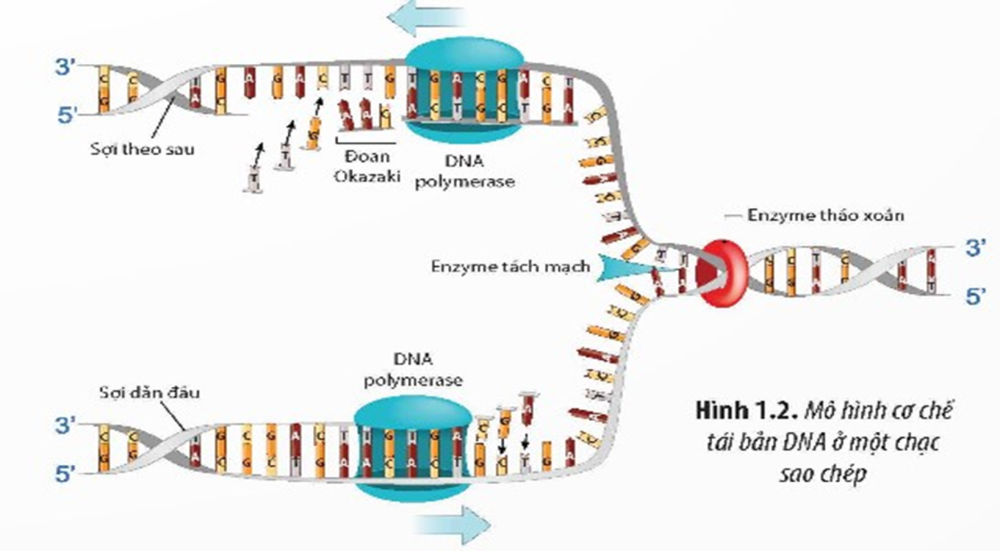 3'
C C T G A G A C T T G T G A C G A C T
G G A C A A C A C T G C T G A
5'
G
T
T
Sợi theo sau
Đoạn
Okazaki
DNA
polymerase
Enzyme tháo xoắn
Enzyme tách mạch
3'
5'
DNA
polymerase
Sợi dẫn đầu
3'
C C T G C G A C T T G T G A C G A
G G A C G C T G A A C A C T G C T G A
5'
Hình 1.2. Mô hình cơ chế
tái bản DNA ở một chạc
sao chép